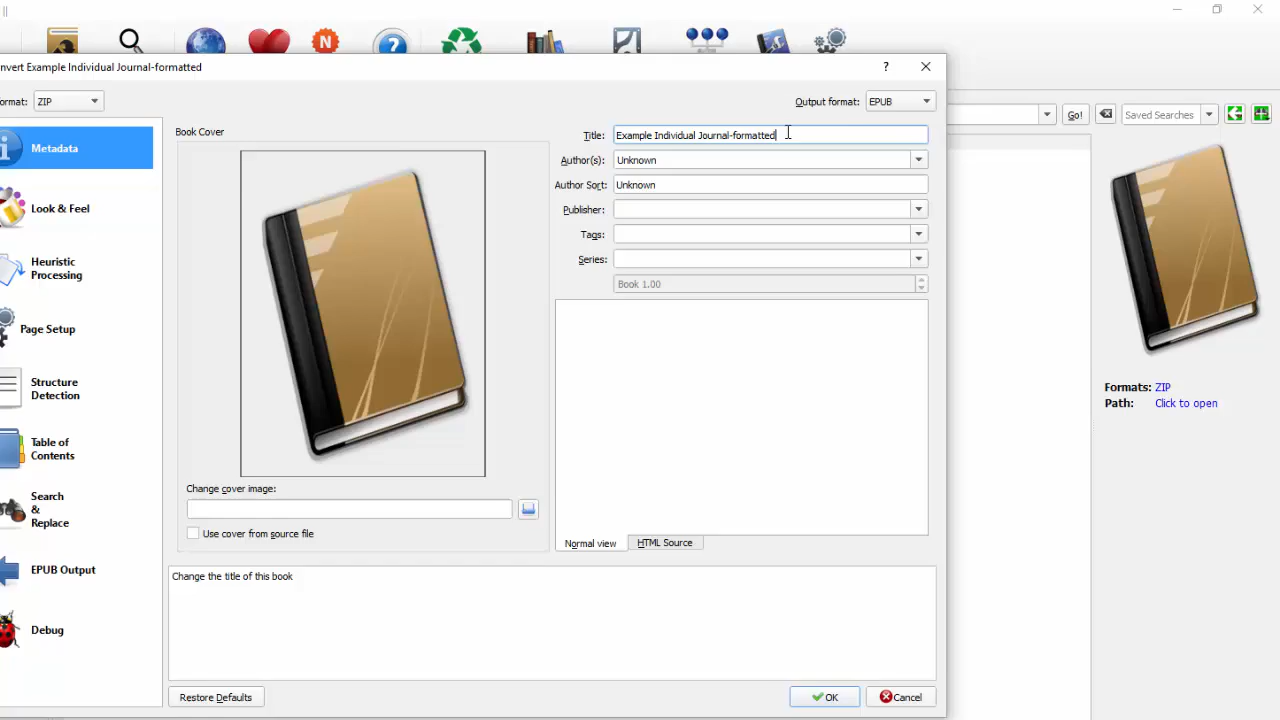 nvert Example Individual Journal-formatted
?
ormat: ZIP
Output format: EPUB
Go!
Saved Searches
Metadata
Look & Feel
Heuristic
Processing
Page Setup
Structure
Detection
Table of
Contents
Search
&
Replace
EPUB Output
Debug
Book Cover
Change cover image:
Use cover from source file
Title: Example Individual Journal-formatted
Author(s): Unknown
Author Sort: Unknown
Publisher:
Tags:
Series:
Book 1.00
Normal view
HTML Source
Change the title of this book
Restore Defaults
OK
Cancel
Formats: ZIP
Path: Click to open
N
?